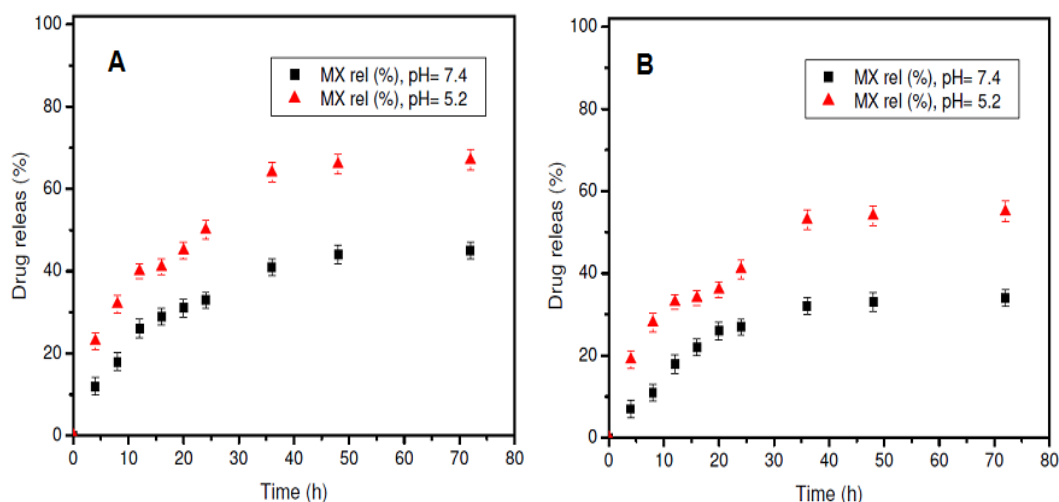 A
MX rel (%), pH= 7.4
MX rel (%), pH= 5.2
100
80
60
40
20
0
Drug releas (%)
0 10 20 30 40 50 60 70 80
Time (h)
B
MX rel (%), pH= 7.4
MX rel (%), pH= 5.2
100
80
60
40
20
0
Drug releas (%)
0 10 20 30 40 50 60 70 80
Time (h)